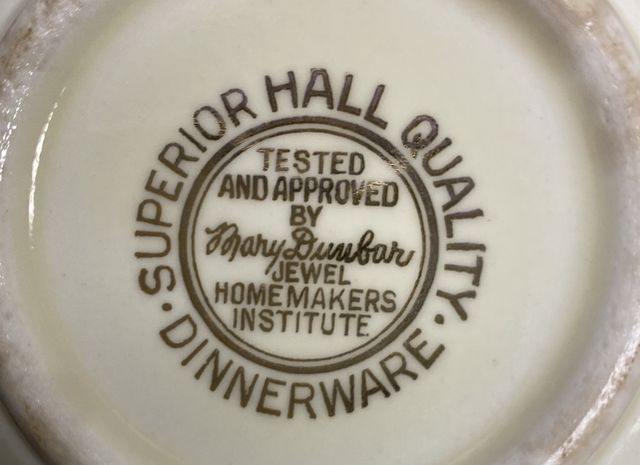 SUPERIOR HALL QUALITY
· DINNERWARE ·
TESTED
AND APPROVED
BY
Mary Dunbar
JEWEL
HOMEMAKERS
INSTITUTE